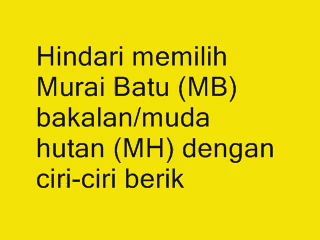 Hindari memilih
Murai Batu (MB)
bakalan/muda
hutan (MH) dengan
ciri-ciri berik